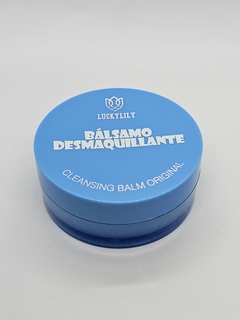 LUCKYLILY
BÁLSAMO
DESMAQUILLANTE
CLEANSING BALM ORIGINAL